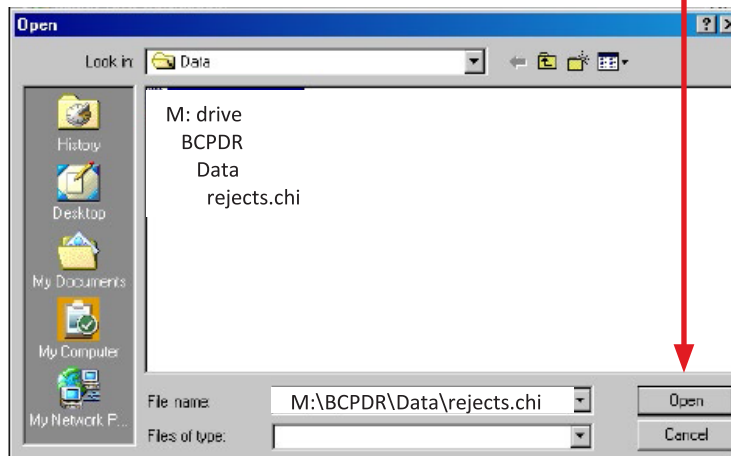 Open
Look in: Data
M: drive
BCPDR
Data
rejects.chi
History
Desktop
My Documents
My Computer
My Network P...
File name: M:\BCPDR\Data\rejects.chi Open
Files of type: Cancel